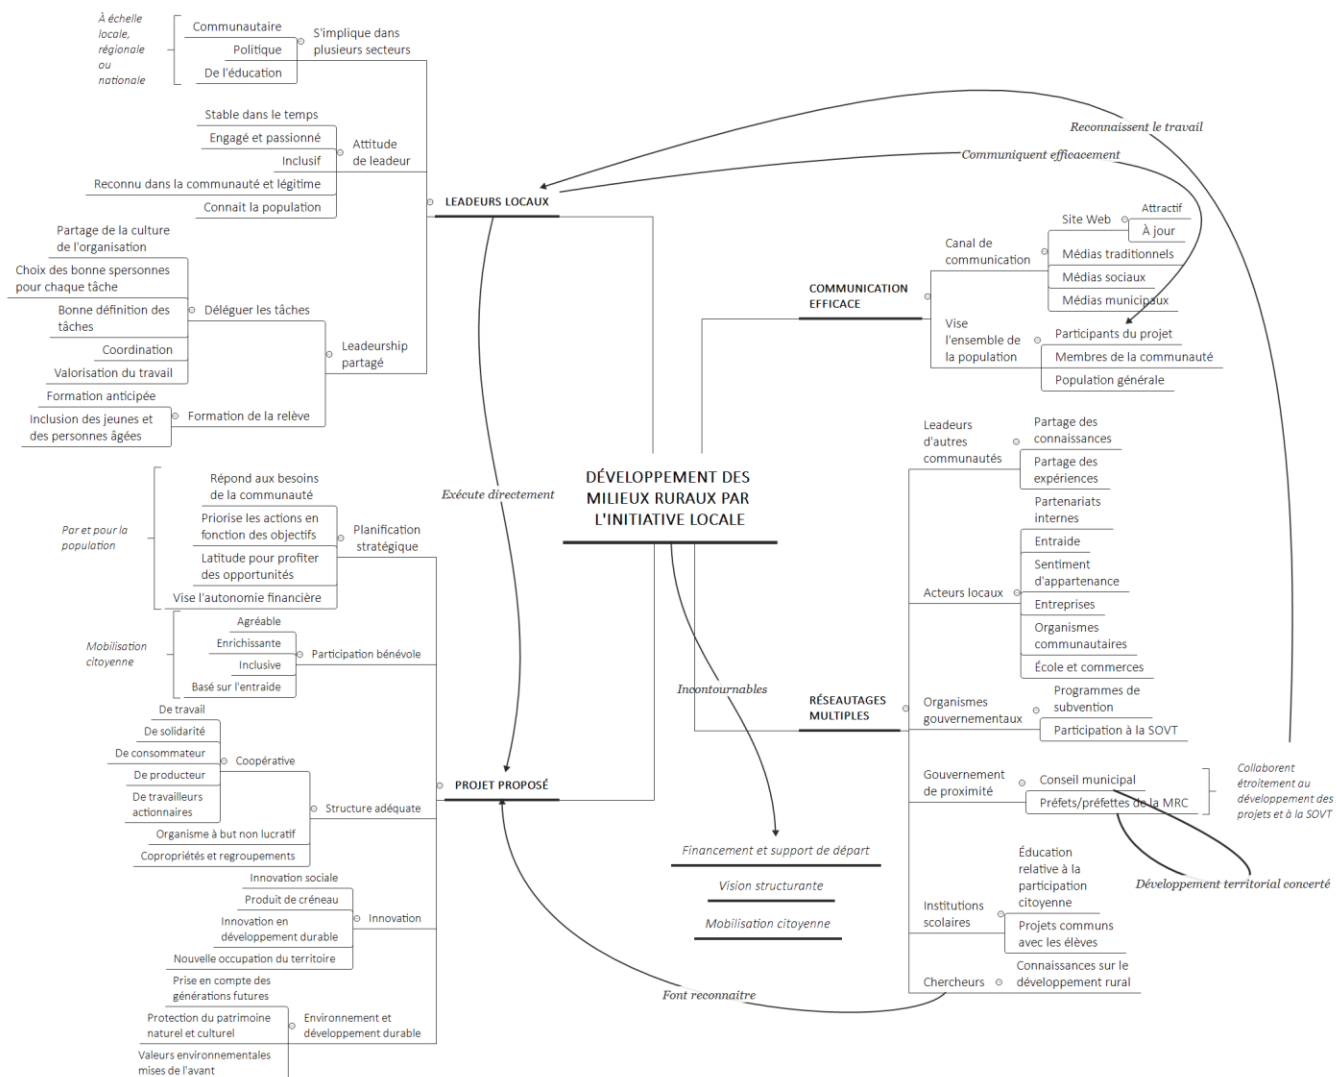 À échelle
locale,
régionale
ou
nationale
Communautaire
Politique
De l'éducation
S'implique dans
plusieurs secteurs
Stable dans le temps
Engagé et passionné
Inclusif
Reconnu dans la communauté et légitime
Connait la population
Attitude
de leadeur
LEADEURS LOCAUX
Partage de la culture
de l'organisation
Choix des bonne spersonnes
pour chaque tâche
Bonne définition des
tâches
Coordination
Valorisation du travail
Déléguer les tâches
Leadeurship
partagé
Formation anticipée
Inclusion des jeunes et
des personnes âgées
Formation de la relève
Par et pour la
population
Répond aux besoins
de la communauté
Priorise les actions en
fonction des objectifs
Latitude pour profiter
des opportunités
Vise l'autonomie financière
Planification
stratégique
Mobilisation
citoyenne
Agréable
Enrichissante
Inclusive
Basé sur l'entraide
Participation bénévole
De travail
De solidarité
De consommateur
De producteur
De travailleurs
actionnaires
Coopérative
Organisme à but non lucratif
Copropriétés et regroupements
Structure adéquate
PROJET PROPOSÉ
Innovation sociale
Produit de créneau
Innovation en
développement durable
Nouvelle occupation du territoire
Innovation
Prise en compte des
générations futures
Protection du patrimoine
naturel et culturel
Valeurs environnementales
mises de l'avant
Environnement et
développement durable
Exécute directement
DÉVELOPPEMENT DES
MILIEUX RURAUX PAR
L'INITIATIVE LOCALE
Incontournables
Financement et support de départ
Vision structurante
Mobilisation citoyenne
Font reconnaitre
Reconnaissent le travail
Communiquent efficacement
COMMUNICATION
EFFICACE
Canal de
communication
Site Web
Attractif
À jour
Médias traditionnels
Médias sociaux
Médias municipaux
Vise
l'ensemble de
la population
Participants du projet
Membres de la communauté
Population générale
RÉSEAUTAGES
MULTIPLES
Leadeurs
d'autres
communautés
Partage des
connaissances
Partage des
expériences
Acteurs locaux
Partenariats
internes
Entraide
Sentiment
d'appartenance
Entreprises
Organismes
communautaires
École et commerces
Organismes
gouvernementaux
Programmes de
subvention
Participation à la SOVT
Gouvernement
de proximité
Conseil municipal
Préfets/préfettes de la MRC
Collaborent
étroitement au
développement des
projets et à la SOVT
Développement territorial concerté
Institutions
scolaires
Éducation
relative à la
participation
citoyenne
Projets communs
avec les élèves
Chercheurs
Connaissances sur le
développement rural